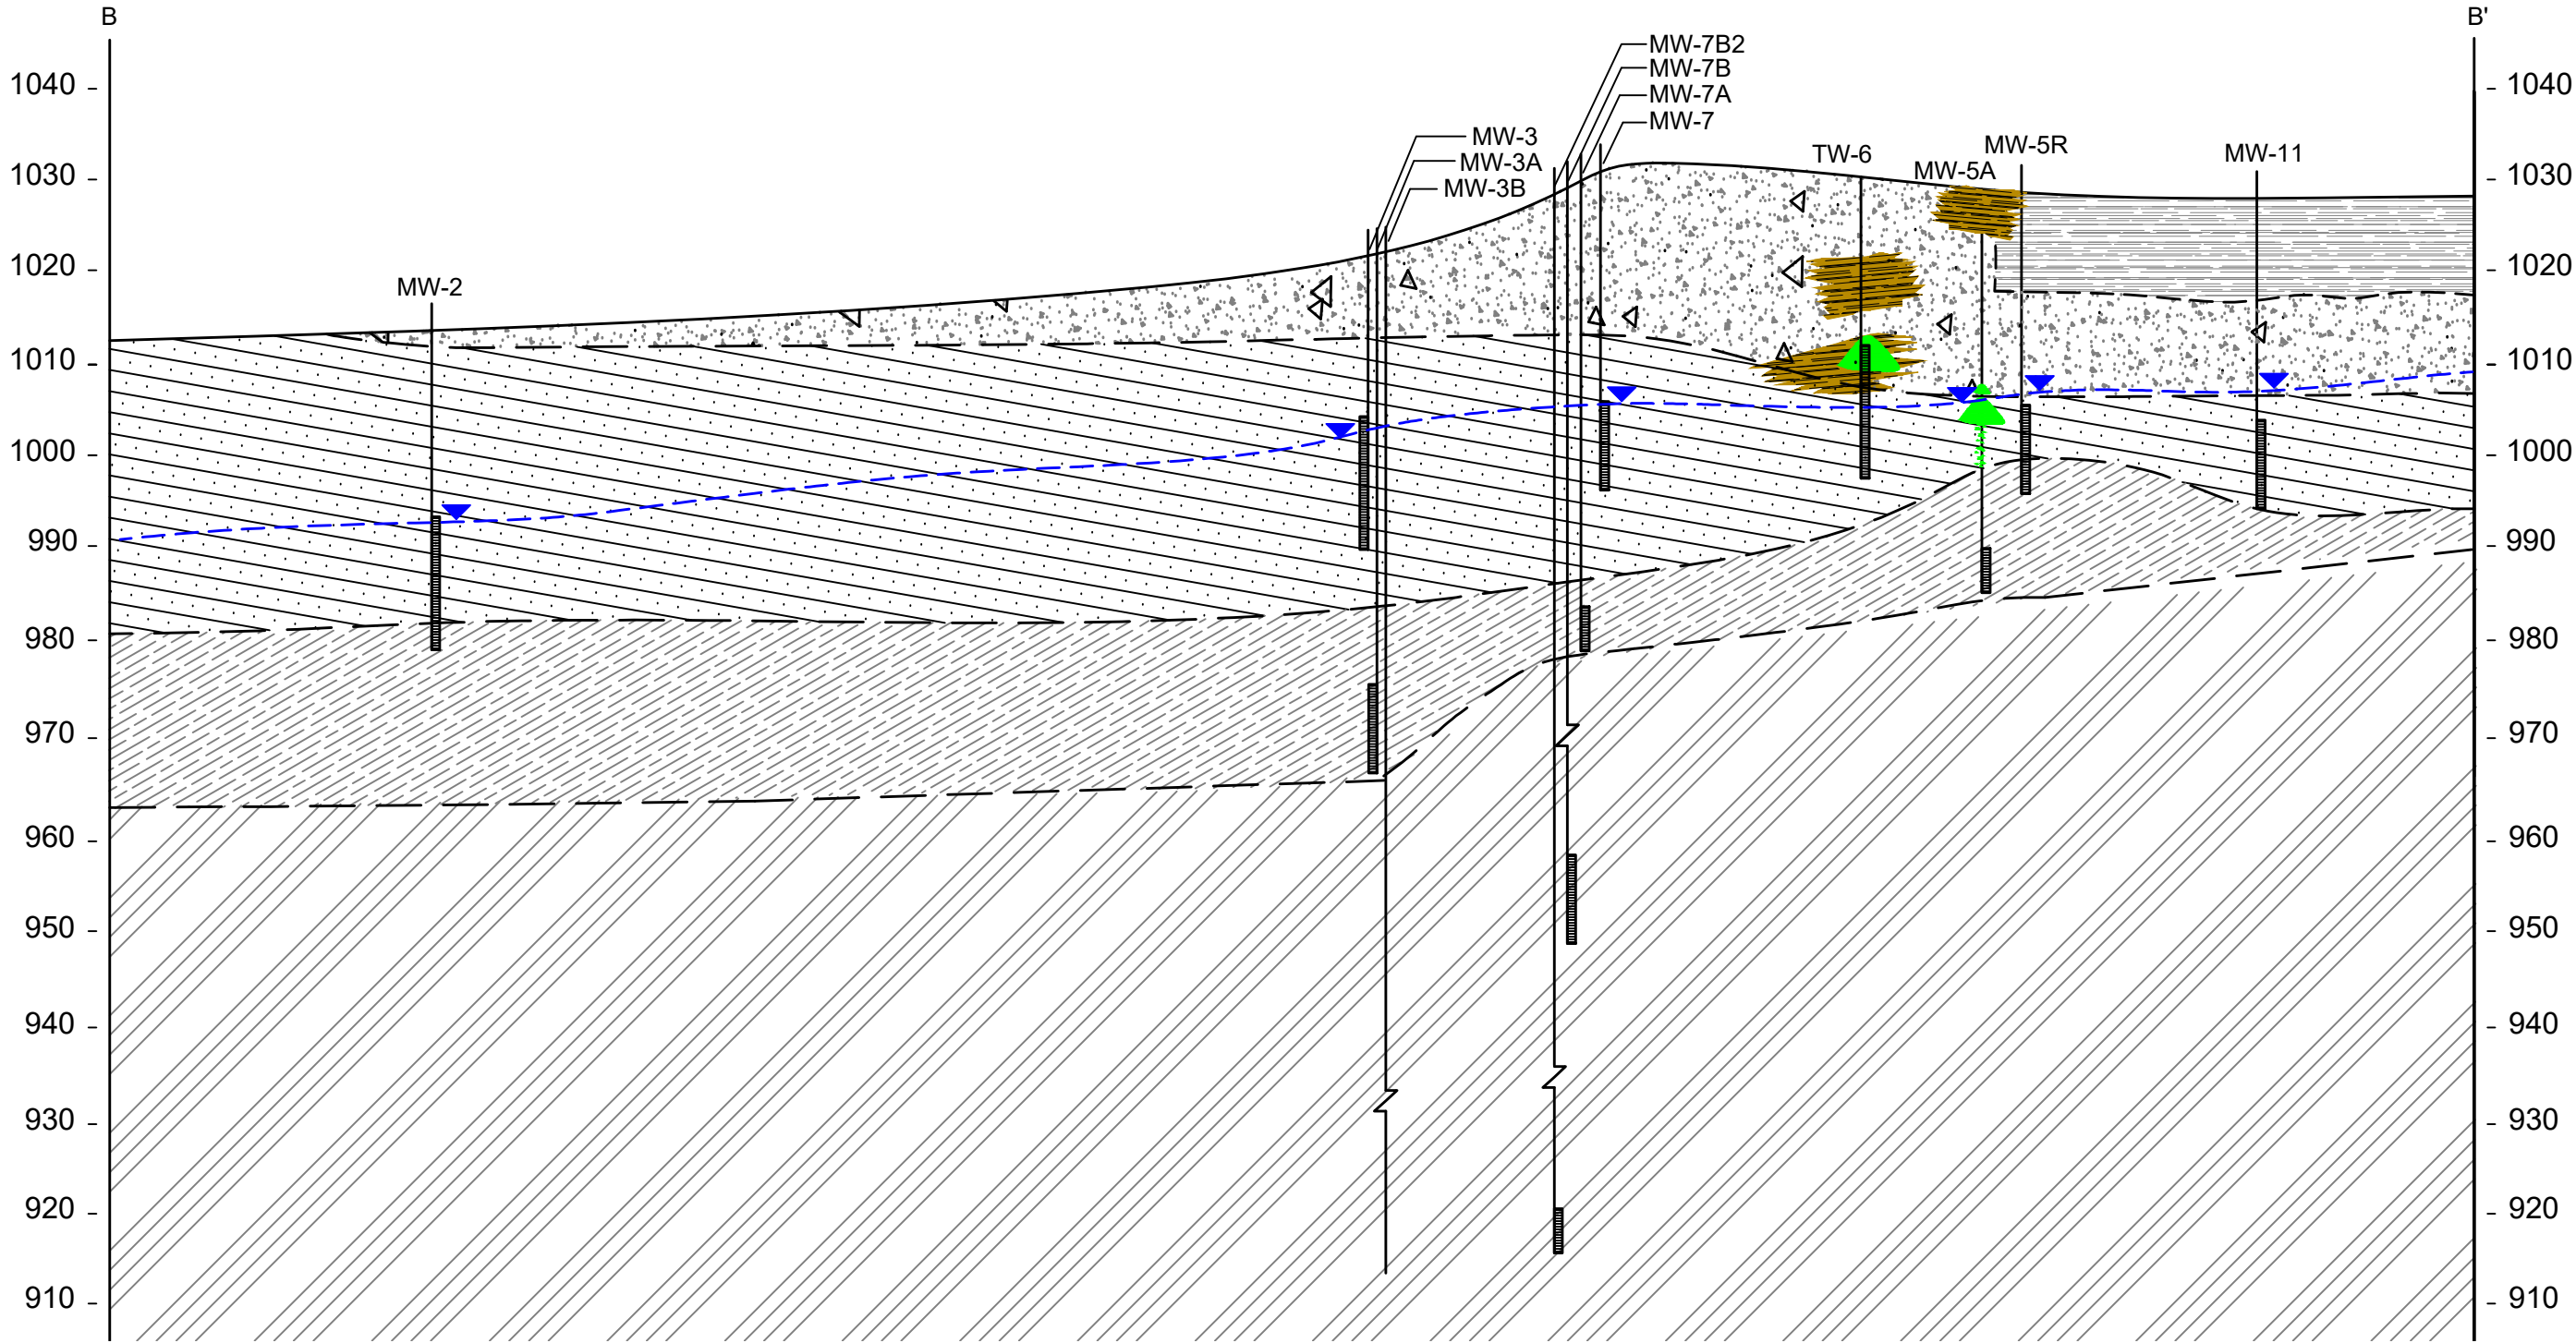 B
B'
MW-7B2
MW-7B
MW-7A
MW-7
MW-3
MW-3A
MW-3B
TW-6
MW-5A
MW-5R
MW-11
MW-2
1040 - - 1040
1030 - - 1030
1020 - - 1020
1010 - - 1010
1000 - - 1000
990 - - 990
980 - - 980
970 - - 970
960 - - 960
950 - - 950
940 - - 940
930 - - 930
920 - - 920
910 - - 910